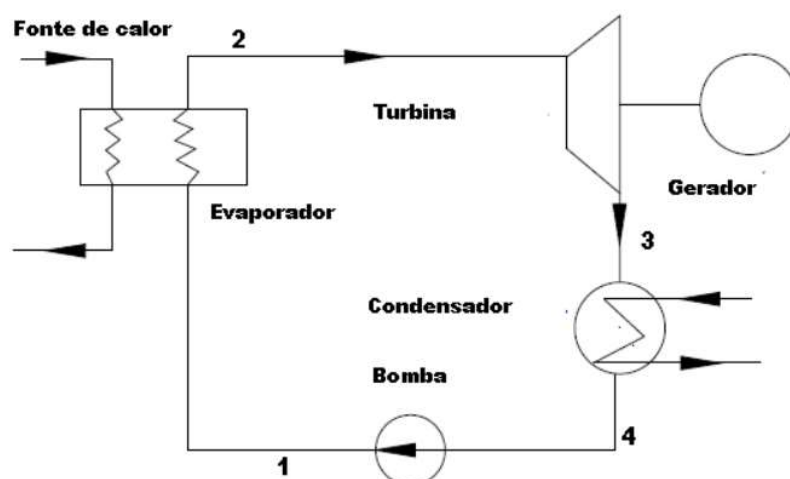 Fonte de calor
2
Turbina
Gerador
Evaporador
3
Condensador
Bomba
4
1